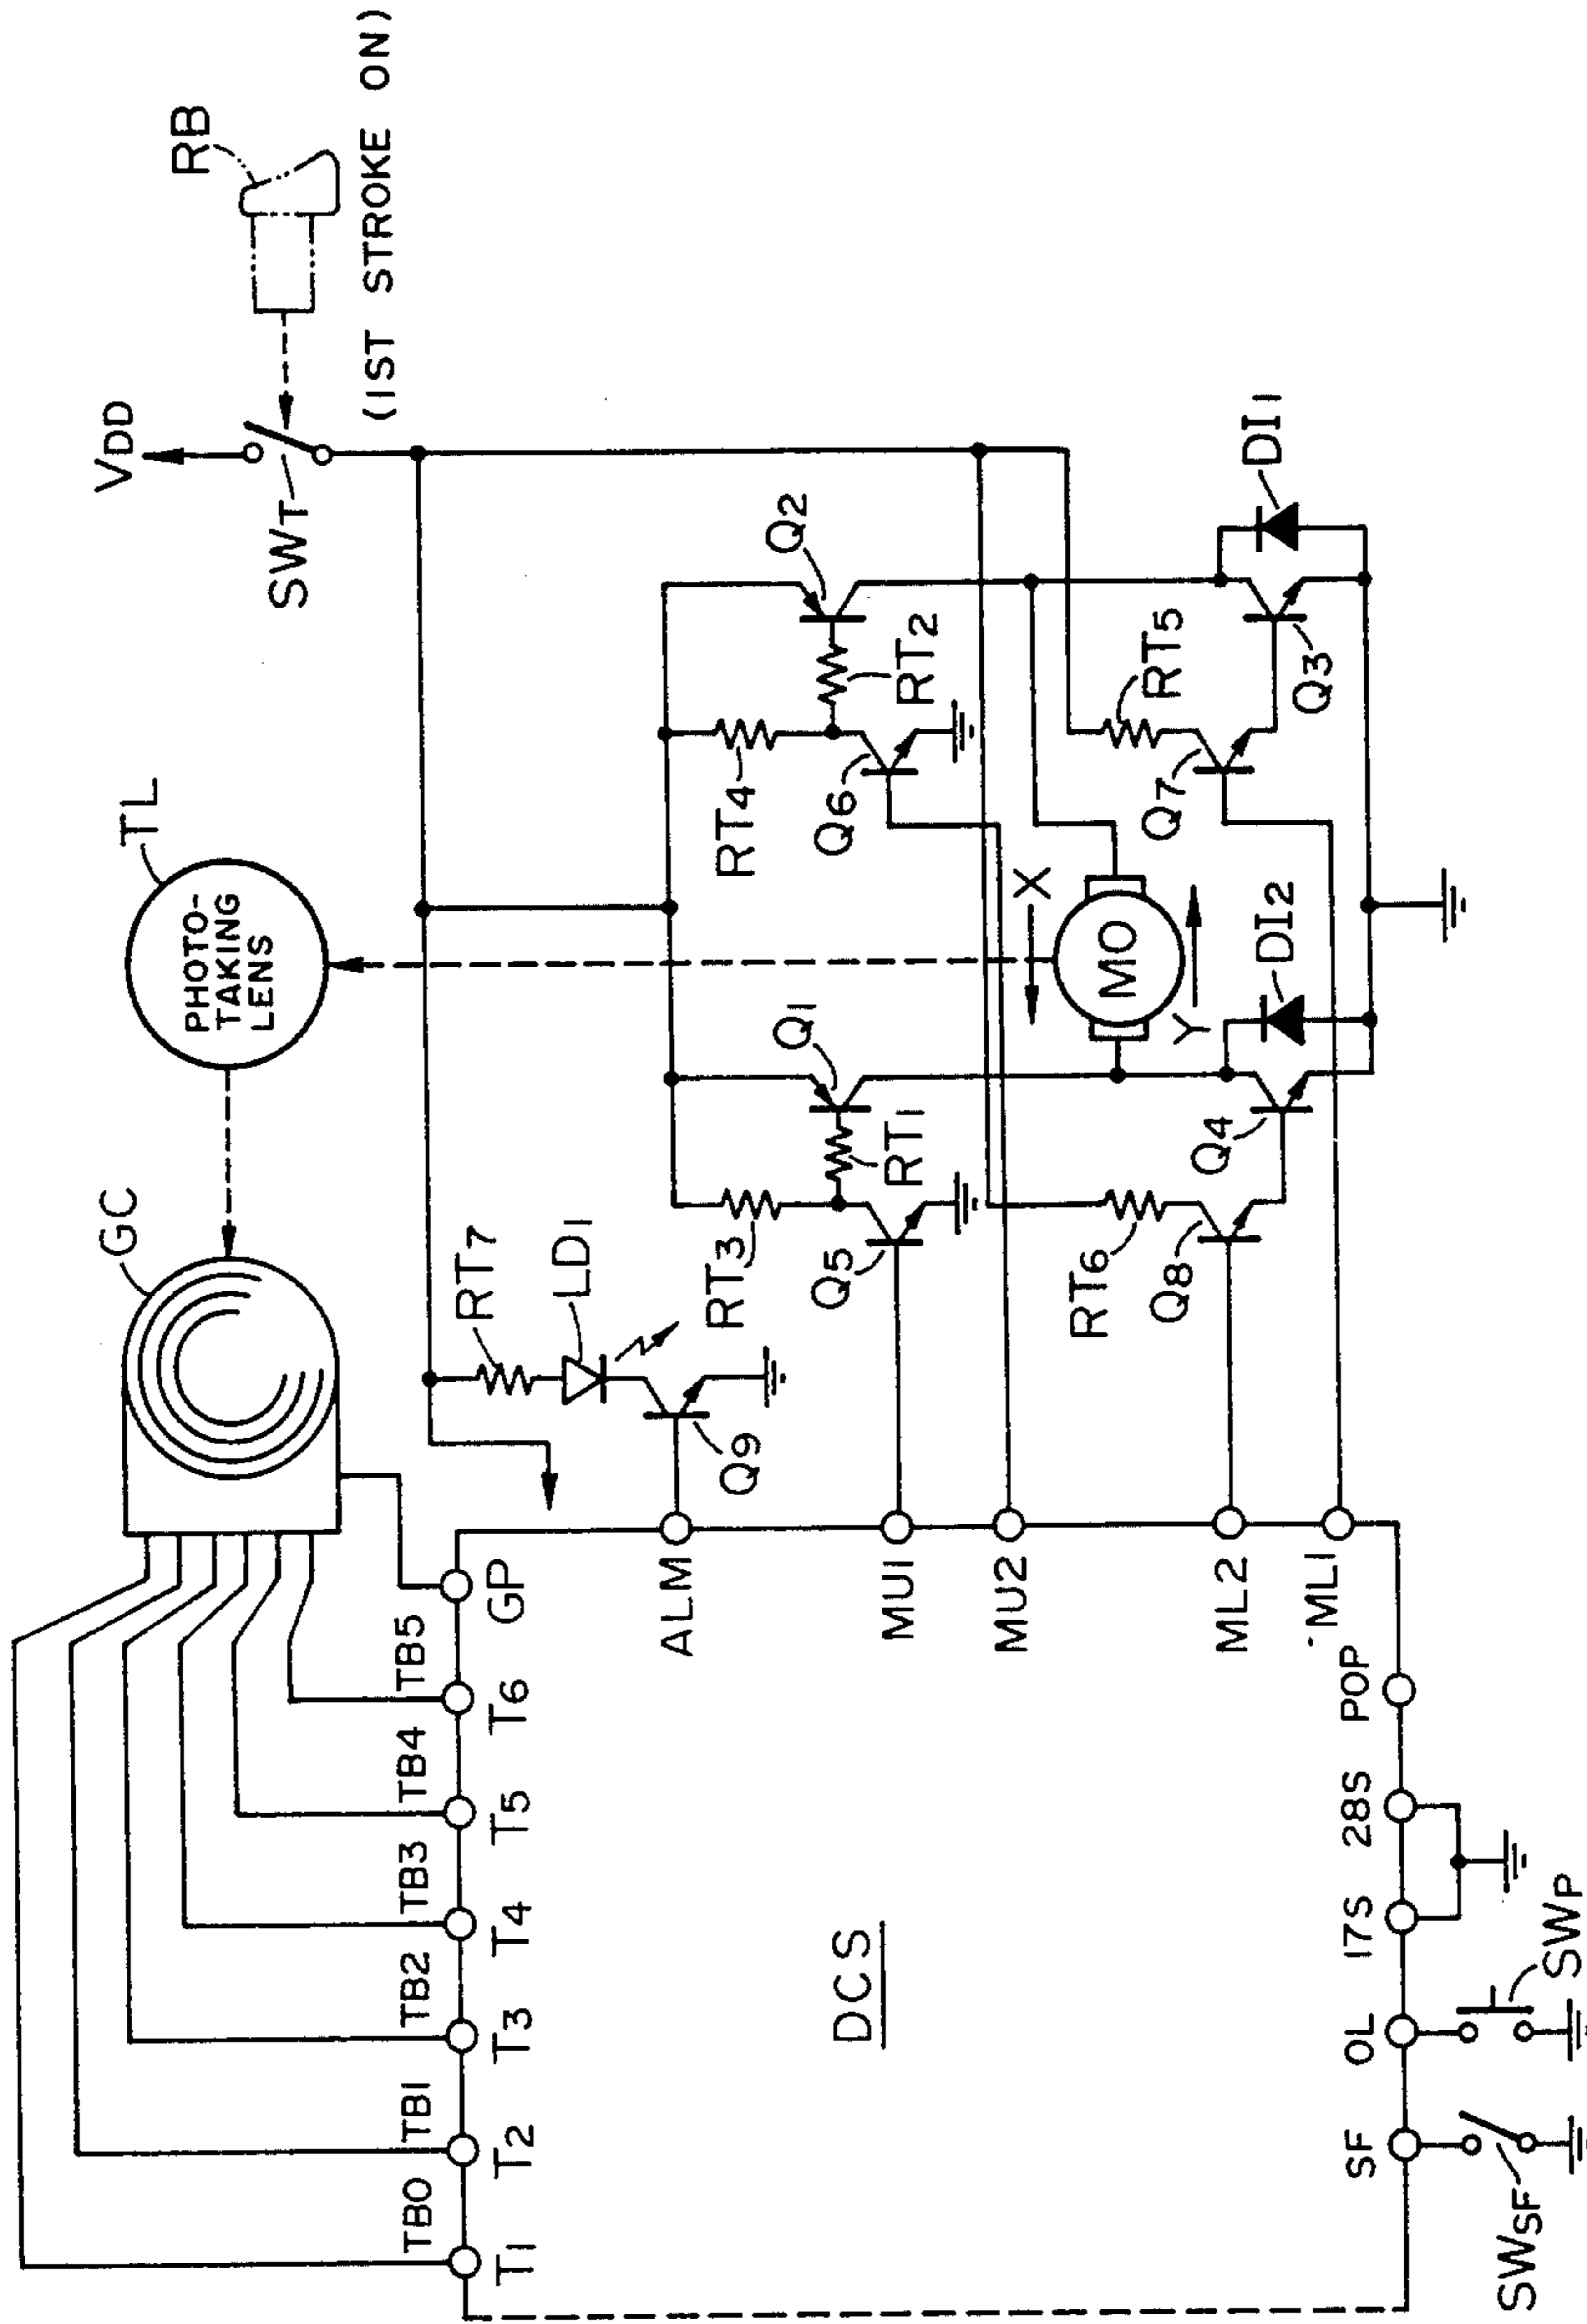 RB
(1ST STROKE ON)
VDD
SWT
TL
PHOTO-
TAKING
LENS
GC
Q2
RT2
RT4
Q6
DI1
Q3
RT5
Q7
X
MO
Y
DI2
Q1
RT1
RT3
Q5
Q4
RT6
Q8
RT7
LD1
Q9
TB0
TB1
TB2
TB3
TB4
TB5
T1
T2
T3
T4
T5
T6
GP
ALM
MU1
MU2
ML2
ML1
DCS
SF
OL
17S
28S
POP
SWSF
SWP